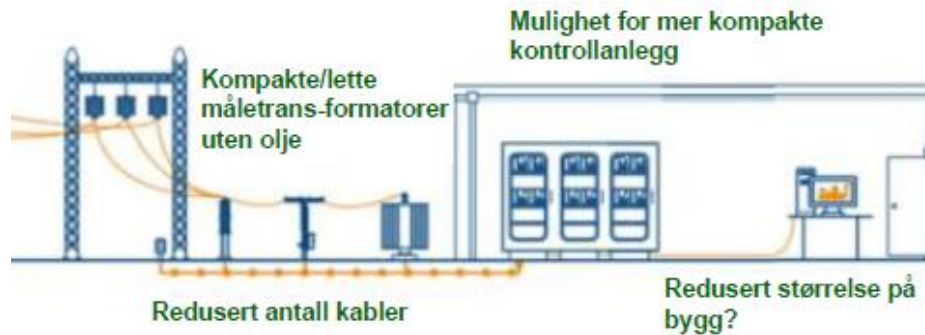 Mulighet for mer kompakte
kontrollanlegg
Kompakte/lette
måletrans-formatorer
uten olje
Redusert antall kabler
Redusert størrelse på
bygg?